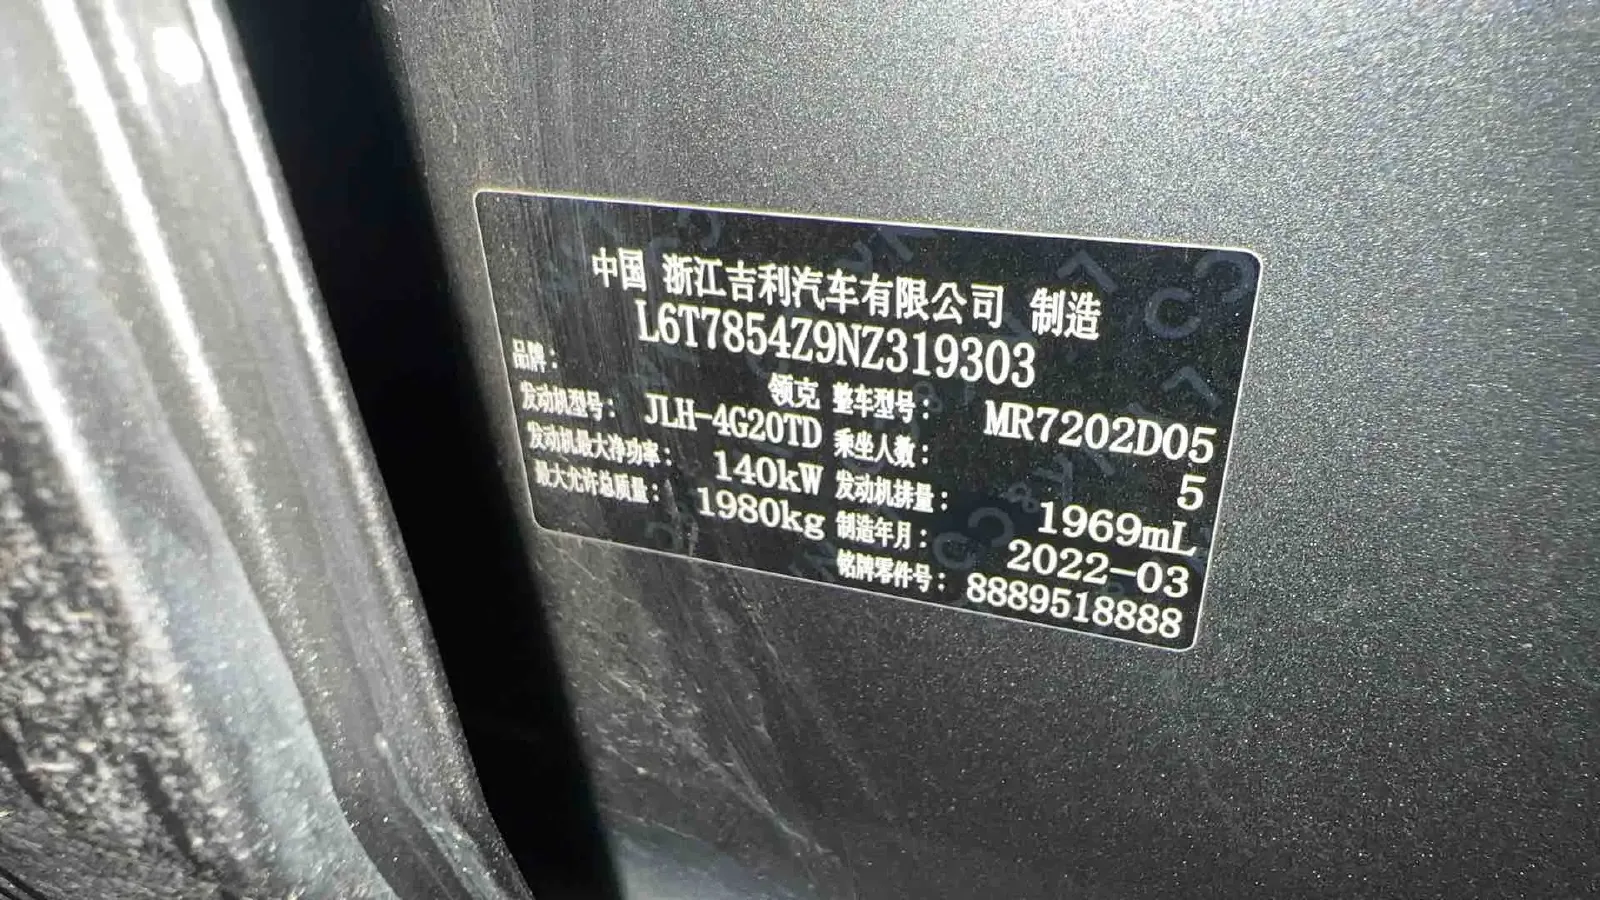 中国 浙江吉利汽车有限公司 制造
L6T7854Z9NZ319303
品牌： 领克 整车型号： MR7202D05
发动机型号： JLH-4G20TD 乘坐人数： 5
发动机最大净功率： 140kW 发动机排量： 1969mL
最大允许总质量： 1980kg 制造年月： 2022-03
铭牌零件号： 8889518888